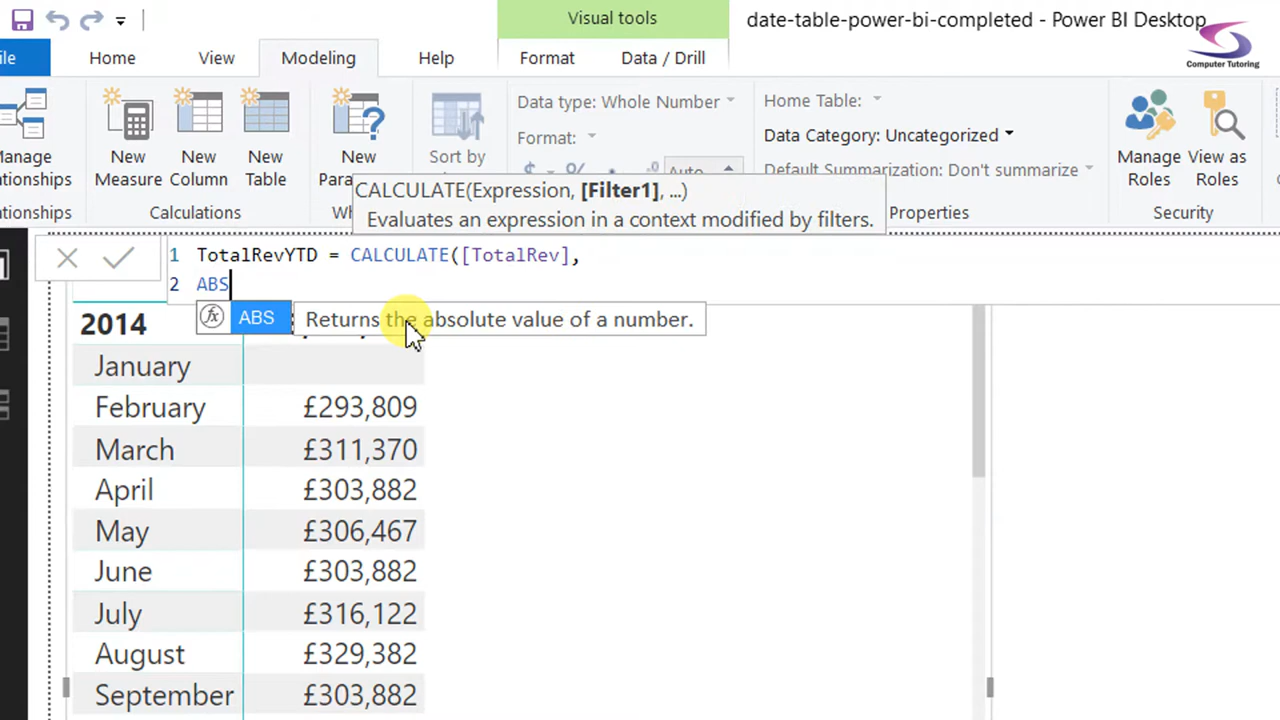 Visual tools
date-table-power-bi-completed - Power BI Desktop
Computer Tutoring
ile
Home
View
Modeling
Help
Format
Data / Drill
Manage
ationships
New
Measure
New
Column
New
Table
New
Para
Sort by
Data type: Whole Number
Format:
$ %
Auto
Home Table:
Data Category: Uncategorized
Default Summarization: Don't summarize
Manage
Roles
View as
Roles
ationships
Calculations
Wh
Properties
Security
CALCULATE(Expression, [Filter1], ...)
Evaluates an expression in a context modified by filters.
1 TotalRevYTD = CALCULATE([TotalRev],
2 ABS
fx ABS
Returns the absolute value of a number.
2014
January
February £293,809
March £311,370
April £303,882
May £306,467
June £303,882
July £316,122
August £329,382
September £303,882